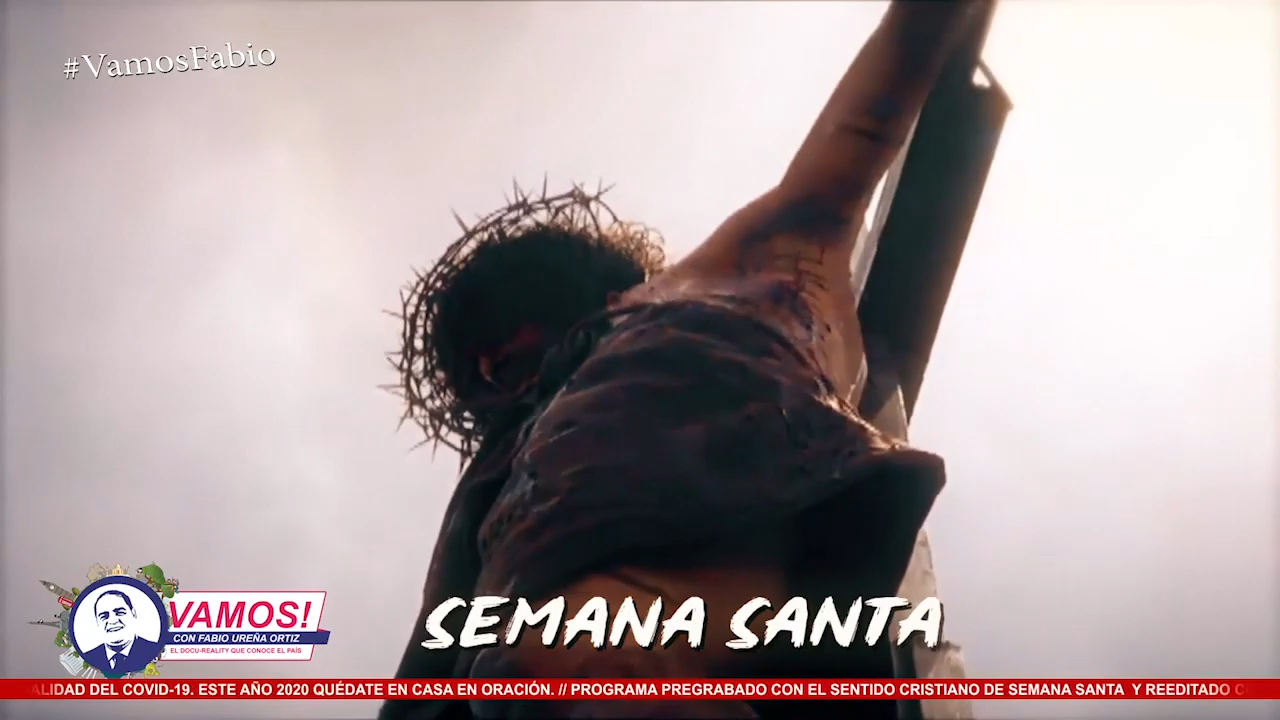 #VamosFabio
SEMANA SANTA
VAMOS!
CON FABIO UREÑA ORTIZ
EL DOCU-REALITY QUE CONOCE EL PAÍS
ALIDAD DEL COVID-19. ESTE AÑO 2020 QUÉDATE EN CASA EN ORACIÓN. // PROGRAMA PREGRABADO CON EL SENTIDO CRISTIANO DE SEMANA SANTA Y REEDITADO